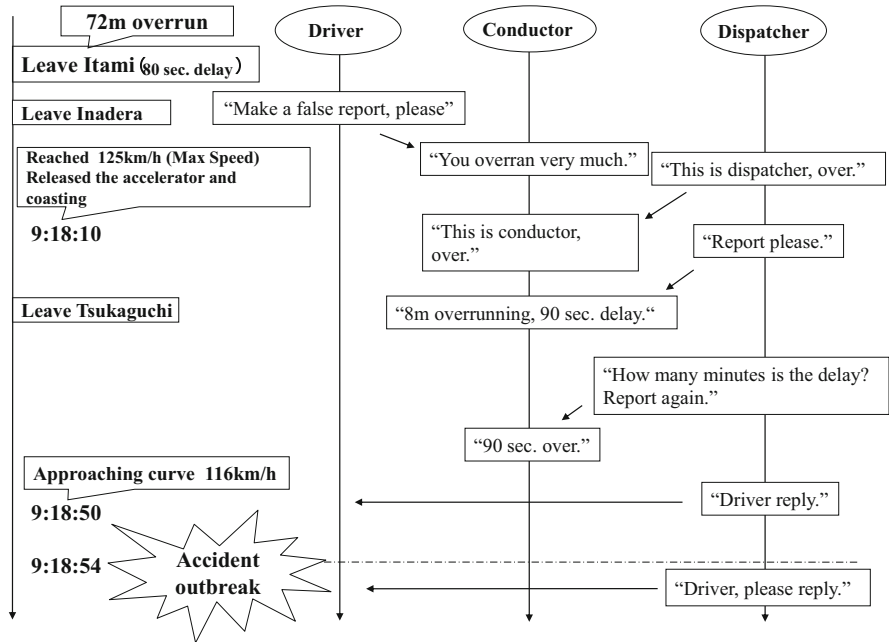 72m overrun
Driver
Conductor
Dispatcher
Leave Itami (80 sec. delay)
Leave Inadera
“Make a false report, please”
Reached 125km/h (Max Speed)
Released the accelerator and
coasting
“You overran very much.”
“This is dispatcher, over.”
9:18:10
“This is conductor,
over.”
“Report please.”
Leave Tsukaguchi
“8m overrunning, 90 sec. delay.“
“How many minutes is the delay?
Report again.”
“90 sec. over.”
Approaching curve 116km/h
9:18:50
“Driver reply.”
9:18:54
Accident
outbreak
“Driver, please reply.”